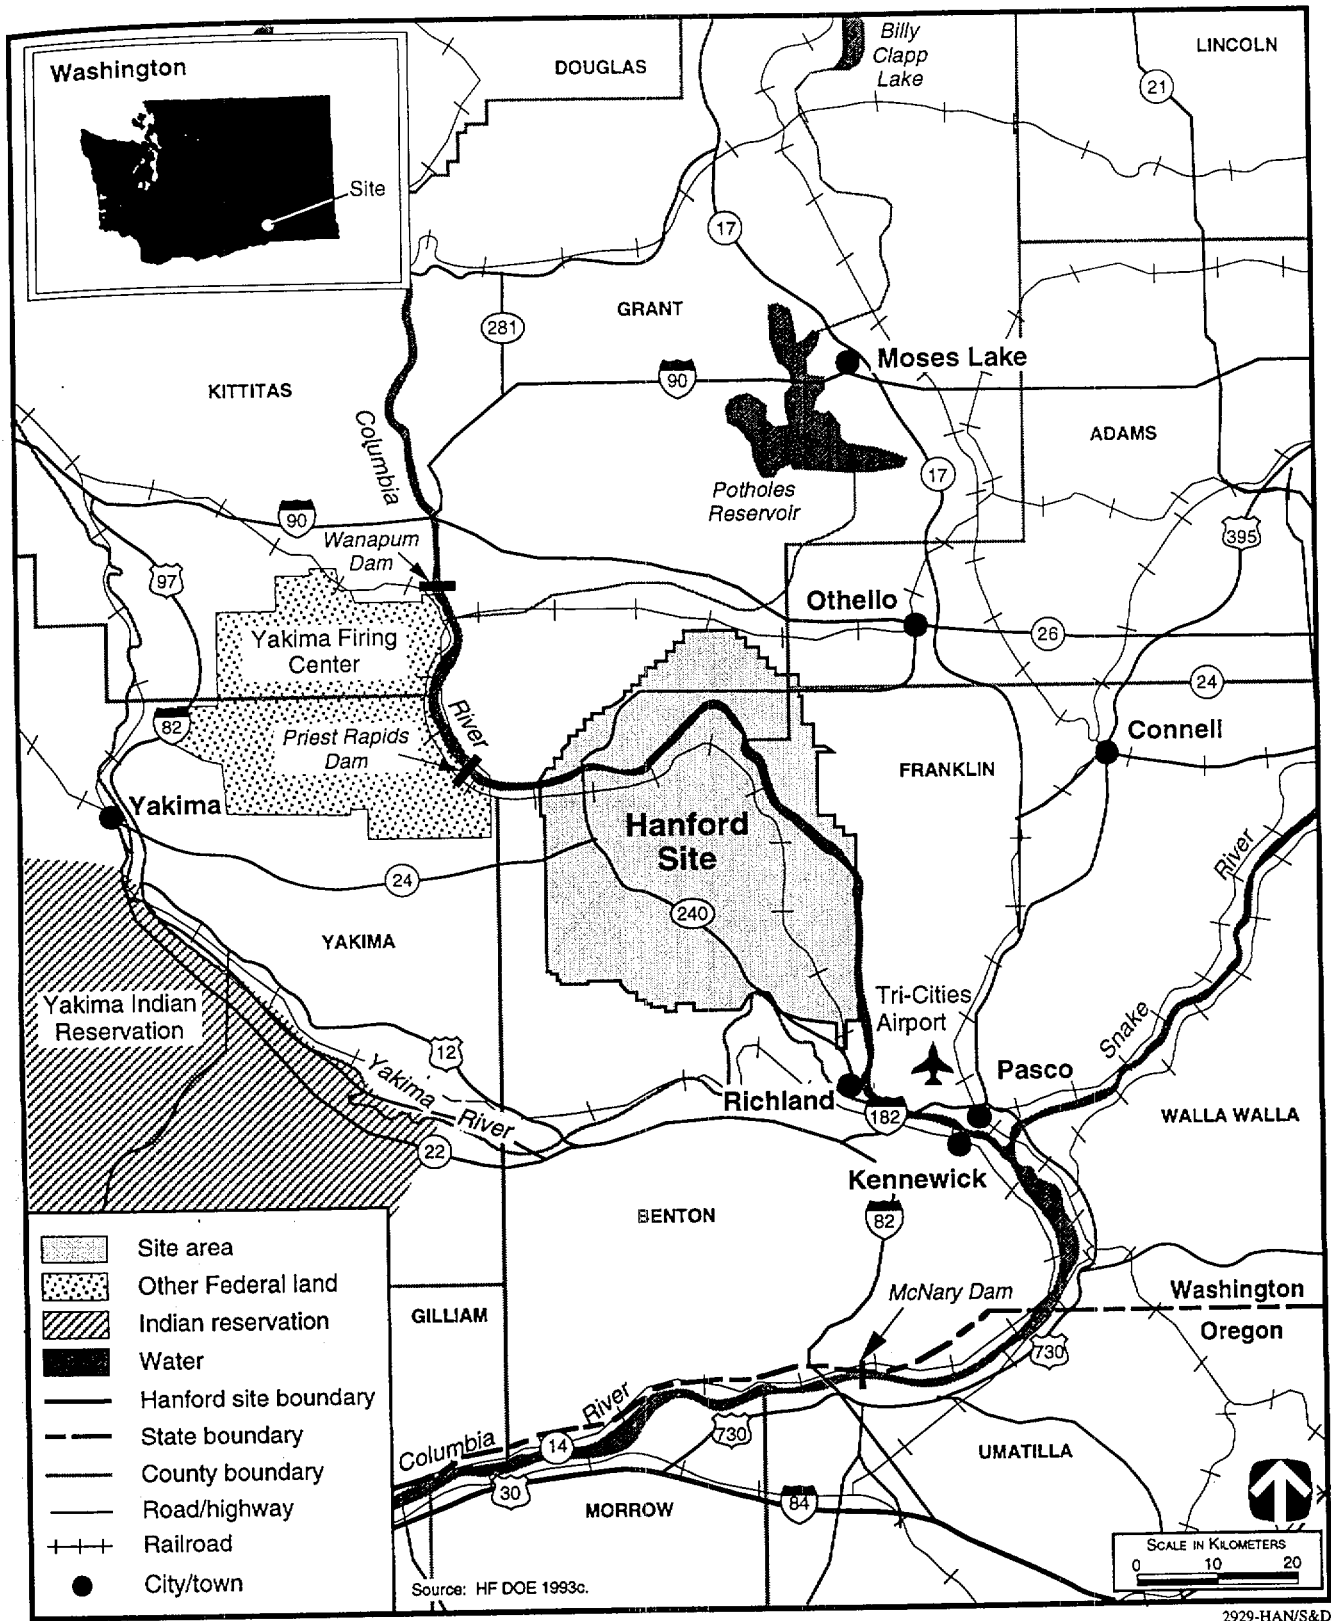 Washington
Site
DOUGLAS
Billy
Clapp
Lake
LINCOLN
21
17
281
GRANT
KITTITAS
90
Moses Lake
ADAMS
Columbia
Potholes
Reservoir
17
395
90
Wanapum
Dam
97
Yakima Firing
Center
Othello
26
24
82
River
Priest Rapids
Dam
Connell
FRANKLIN
Yakima
Hanford
Site
River
24
240
YAKIMA
Yakima Indian
Reservation
Tri-Cities
Airport
Snake
12
Yakima
River
Pasco
Richland
182
WALLA WALLA
22
Kennewick
BENTON
82
Site area
Other Federal land
Indian reservation
Water
Hanford site boundary
State boundary
County boundary
Road/highway
Railroad
City/town
GILLIAM
McNary Dam
Washington
Oregon
730
River
Columbia
14
730
UMATILLA
30
MORROW
84
SCALE IN KILOMETERS
0 10 20
Source: HF DOE 1993c.
2929-HAN/S&D